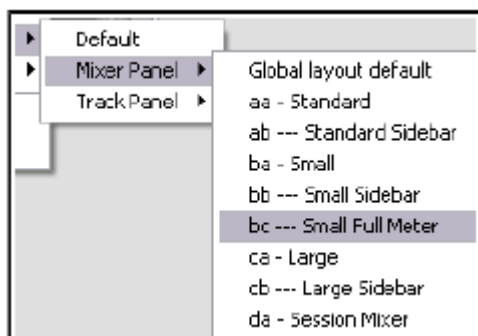 Default
Mixer Panel
Track Panel
Global layout default
aa - Standard
ab --- Standard Sidebar
ba - Small
bb --- Small Sidebar
bc --- Small Full Meter
ca - Large
cb --- Large Sidebar
da - Session Mixer